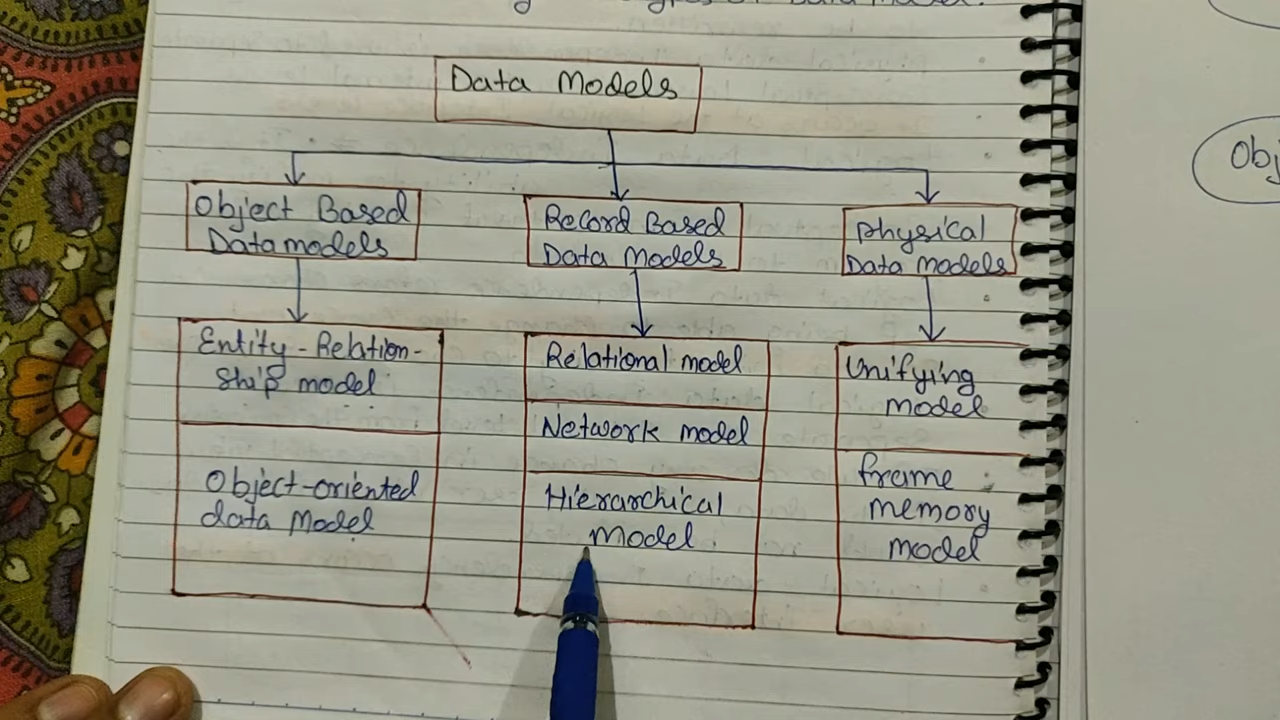 Data Models
Object Based
Data models
Record Based
Data Models
physical
Data models
Entity-Relation-
Ship model
Object-oriented
data Model
Relational model
Network model
Hierarchical
Model
Unifying
model
frame
memory
model
Obj